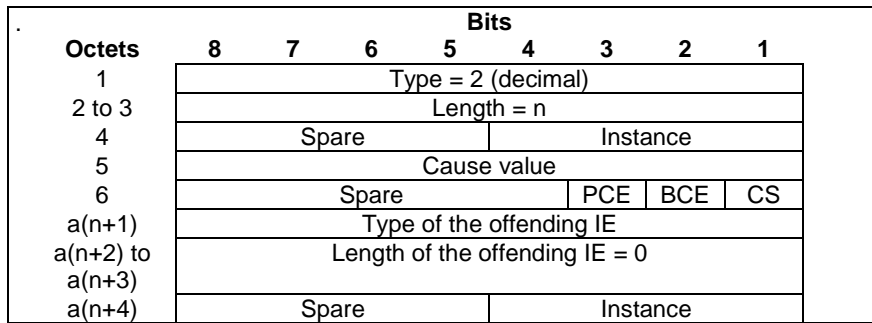 .
Bits
Octets 8 7 6 5 4 3 2 1
1 Type = 2 (decimal)
2 to 3 Length = n
4 Spare Instance
5 Cause value
6 Spare PCE BCE CS
a(n+1) Type of the offending IE
a(n+2) to Length of the offending IE = 0
a(n+3)
a(n+4) Spare Instance